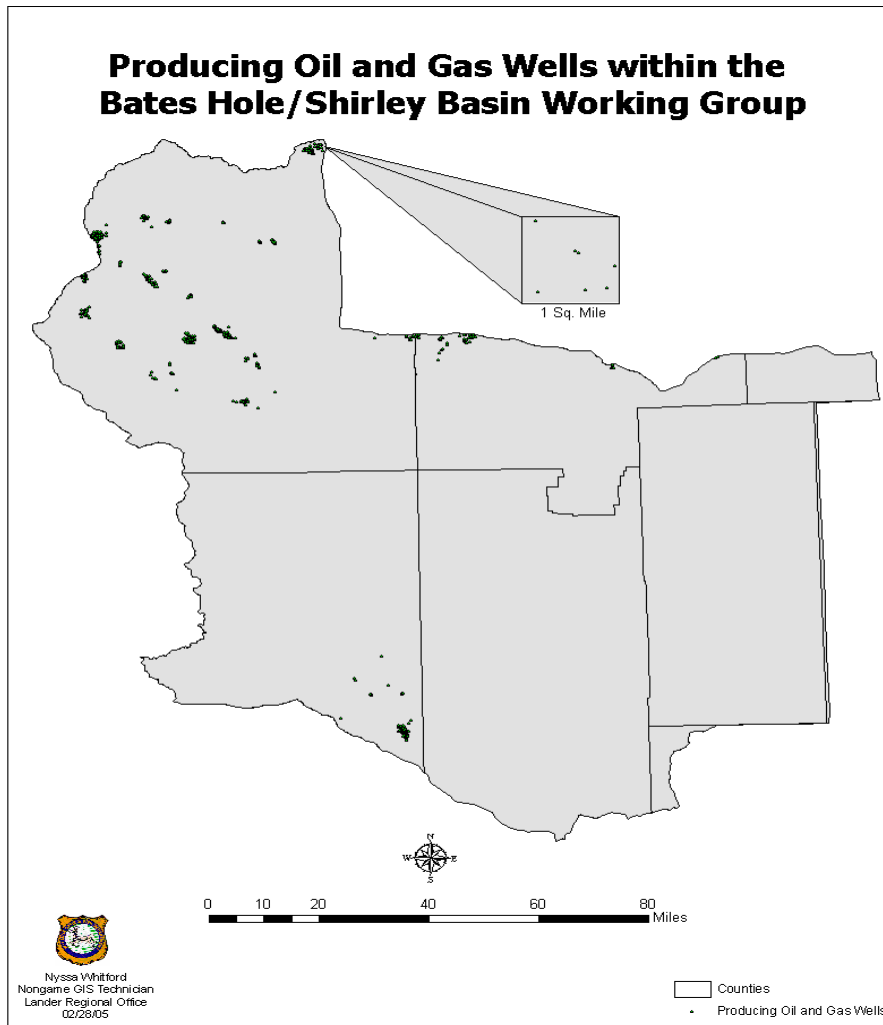 Producing Oil and Gas Wells within the
Bates Hole/Shirley Basin Working Group
1 Sq. Mile
N
W E
S
0 10 20 40 60 80
Miles
Nyssa Whitford
Nongame GIS Technician
Lander Regional Office
02/28/05
Counties
Producing Oil and Gas Wells